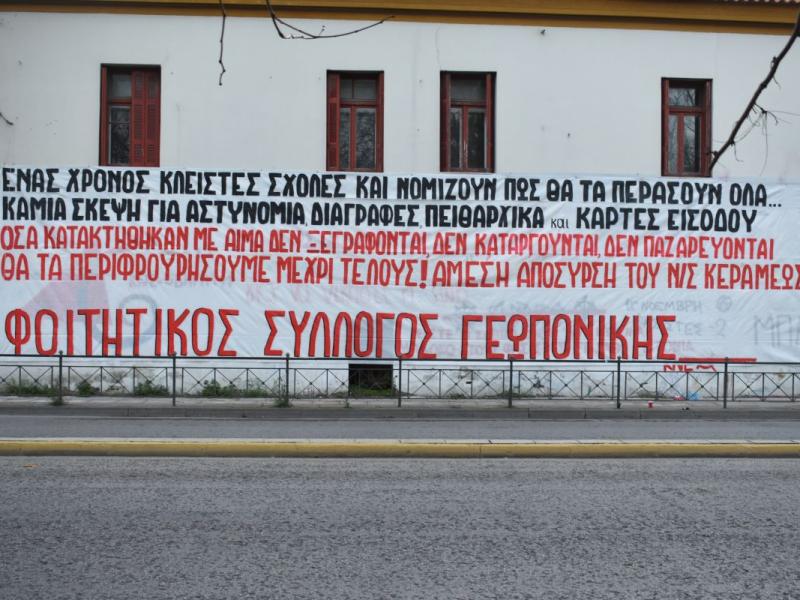 ΕΝΑΣ ΧΡΟΝΟΣ ΚΛΕΙΣΤΕΣ ΣΧΟΛΕΣ ΚΑΙ ΝΟΜΙΖΟΥΝ ΠΩΣ ΘΑ ΤΑ ΠΕΡΑΣΟΥΝ ΟΛΑ...
ΚΑΜΙΑ ΣΚΕΨΗ ΓΙΑ ΑΣΤΥΝΟΜΙΑ, ΔΙΑΓΡΑΦΕΣ, ΠΕΙΘΑΡΧΙΚΑ και ΚΑΡΤΕΣ ΕΙΣΟΔΟΥ
ΟΣΑ ΚΑΤΑΚΤΗΘΗΚΑΝ ΜΕ ΑΙΜΑ ΔΕΝ ΞΕΓΡΑΦΟΝΤΑΙ, ΔΕΝ ΚΑΤΑΡΓΟΥΝΤΑΙ, ΔΕΝ ΠΑΖΑΡΕΥΟΝΤΑΙ
ΘΑ ΤΑ ΠΕΡΙΦΡΟΥΡΗΣΟΥΜΕ ΜΕΧΡΙ ΤΕΛΟΥΣ! ΑΜΕΣΗ ΑΠΟΣΥΡΣΗ ΤΟΥ Ν/Σ ΚΕΡΑΜΕΩΣ
ΝΟΕΜΒΡΗ
ΦΟΙΤΗΤΙΚΟΣ ΣΥΛΛΟΓΟΣ ΓΕΩΠΟΝΙΚΗΣ